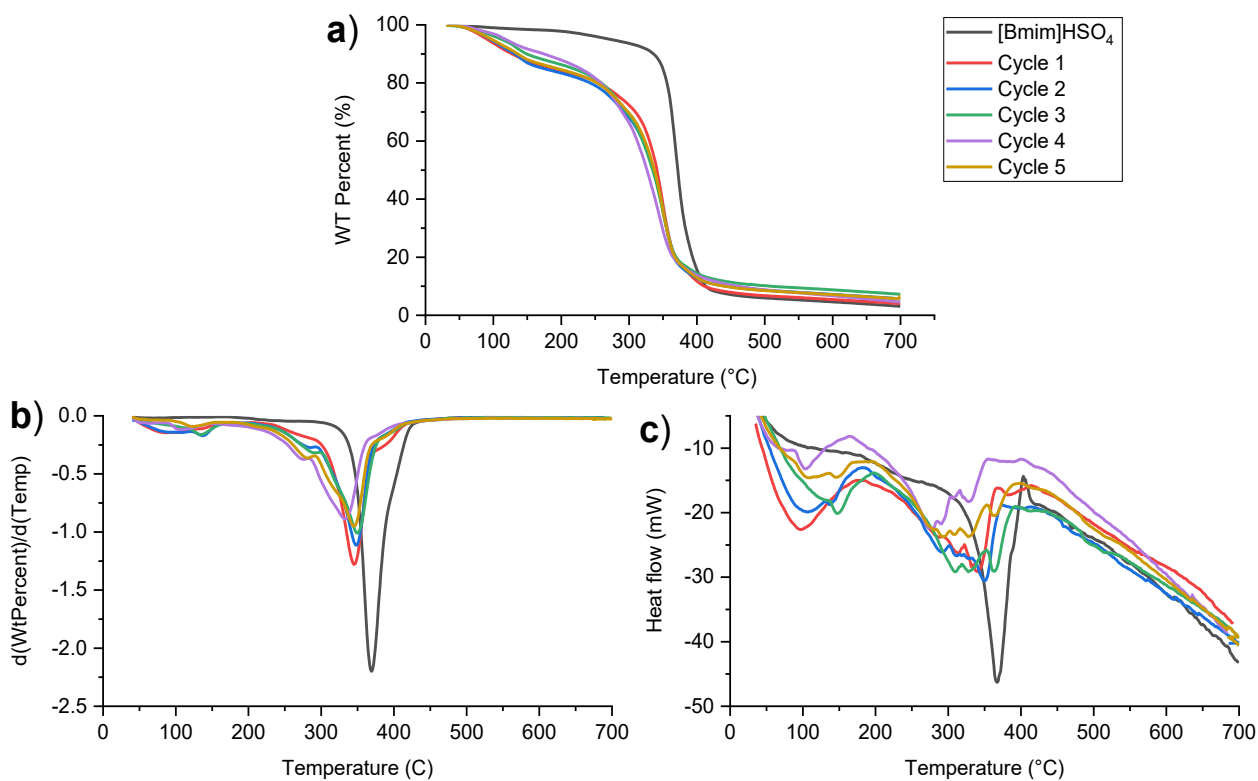 a)
100
80
60
40
20
0
WT Percent (%)
0 100 200 300 400 500 600 700
Temperature (°C)
[Bmim]HSO₄
Cycle 1
Cycle 2
Cycle 3
Cycle 4
Cycle 5
b)
0.0
-0.5
-1.0
-1.5
-2.0
-2.5
d(WtPercent)/d(Temp)
0 100 200 300 400 500 600 700
Temperature (C)
c)
-10
-20
-30
-40
-50
Heat flow (mW)
0 100 200 300 400 500 600 700
Temperature (°C)